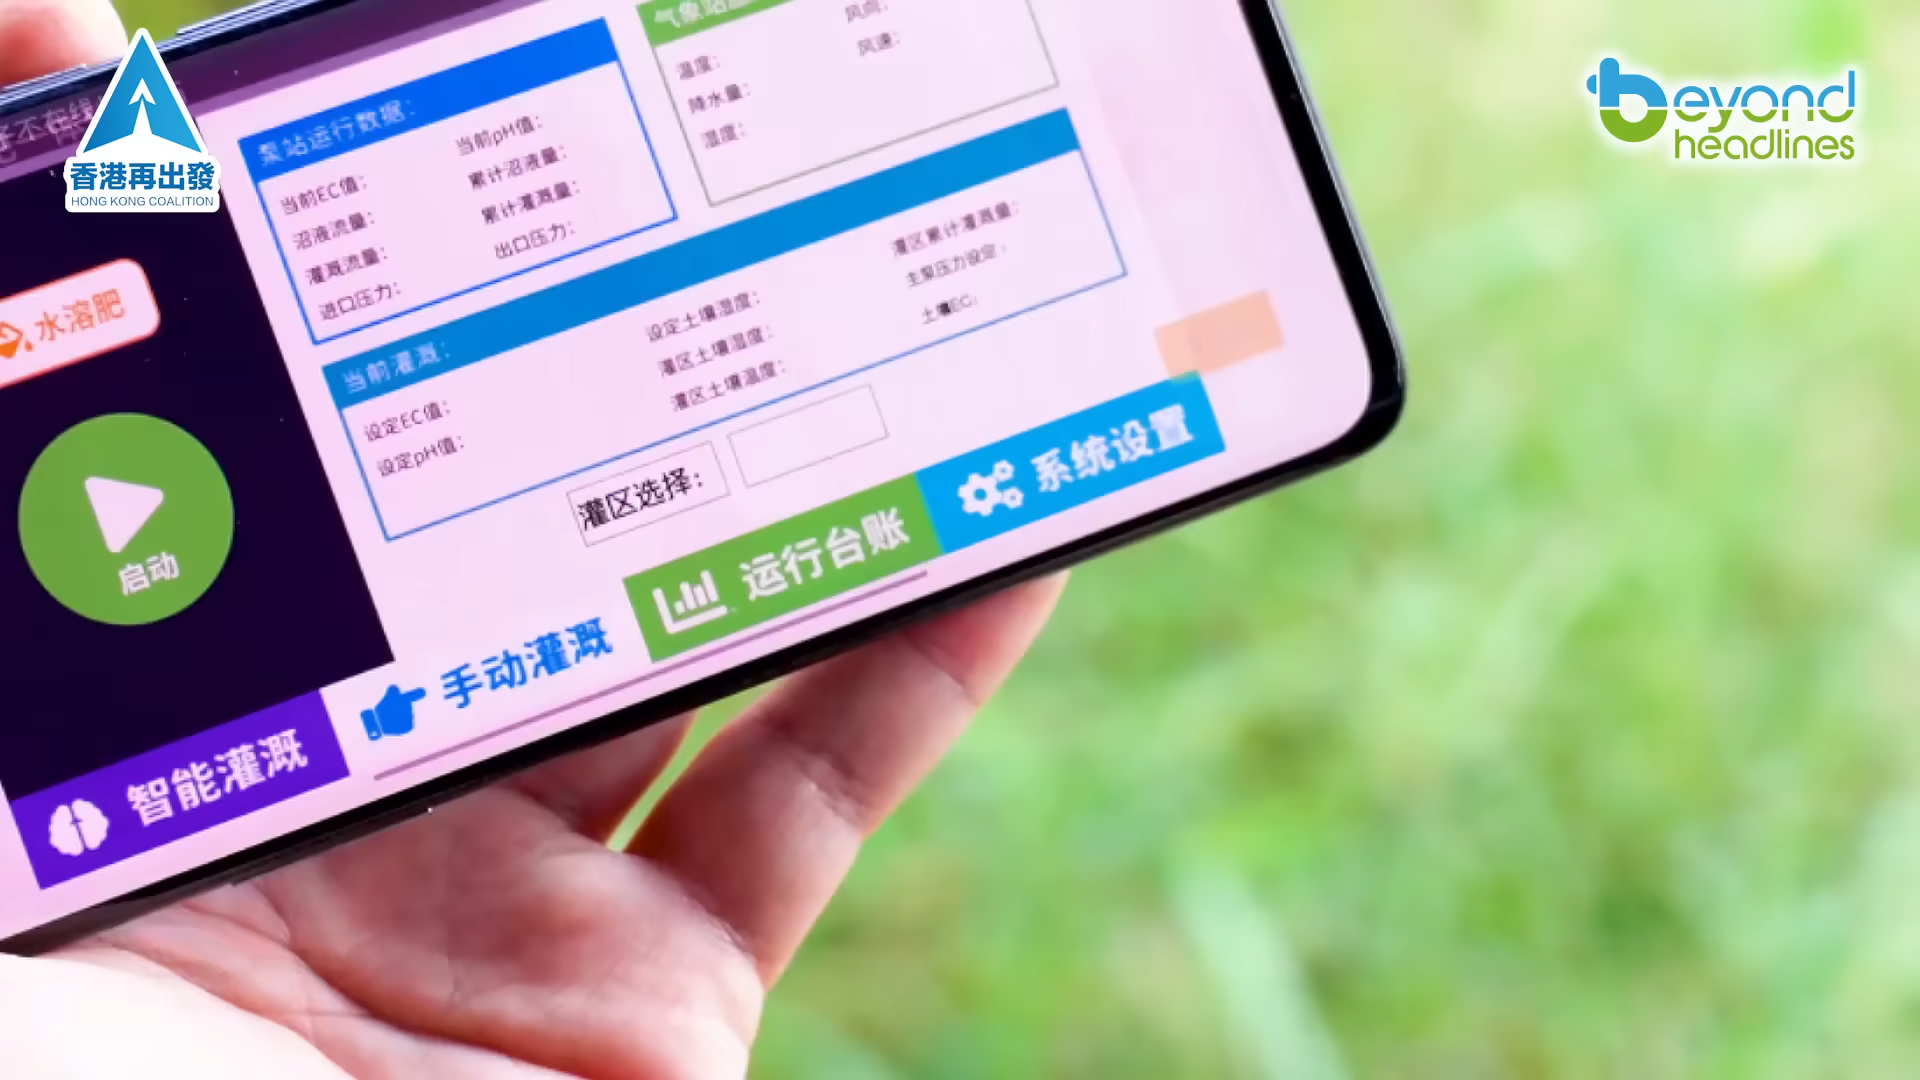 香港再出發
HONG KONG COALITION
beyond
headlines
不在线
水溶肥
启动
泵站运行数据：
当前EC值：
当前pH值：
沼液流量：
累计沼液量：
灌溉流量：
累计灌溉量：
进口压力：
出口压力：
气象站
风向：
温度：
风速：
降水量：
湿度：
当前灌溉：
设定EC值：
设定土壤湿度：
灌区累计灌溉量：
设定pH值：
灌区土壤湿度：
主泵压力设定：
灌区土壤温度：
土壤EC：
灌区选择：
智能灌溉
手动灌溉
运行台账
系统设置